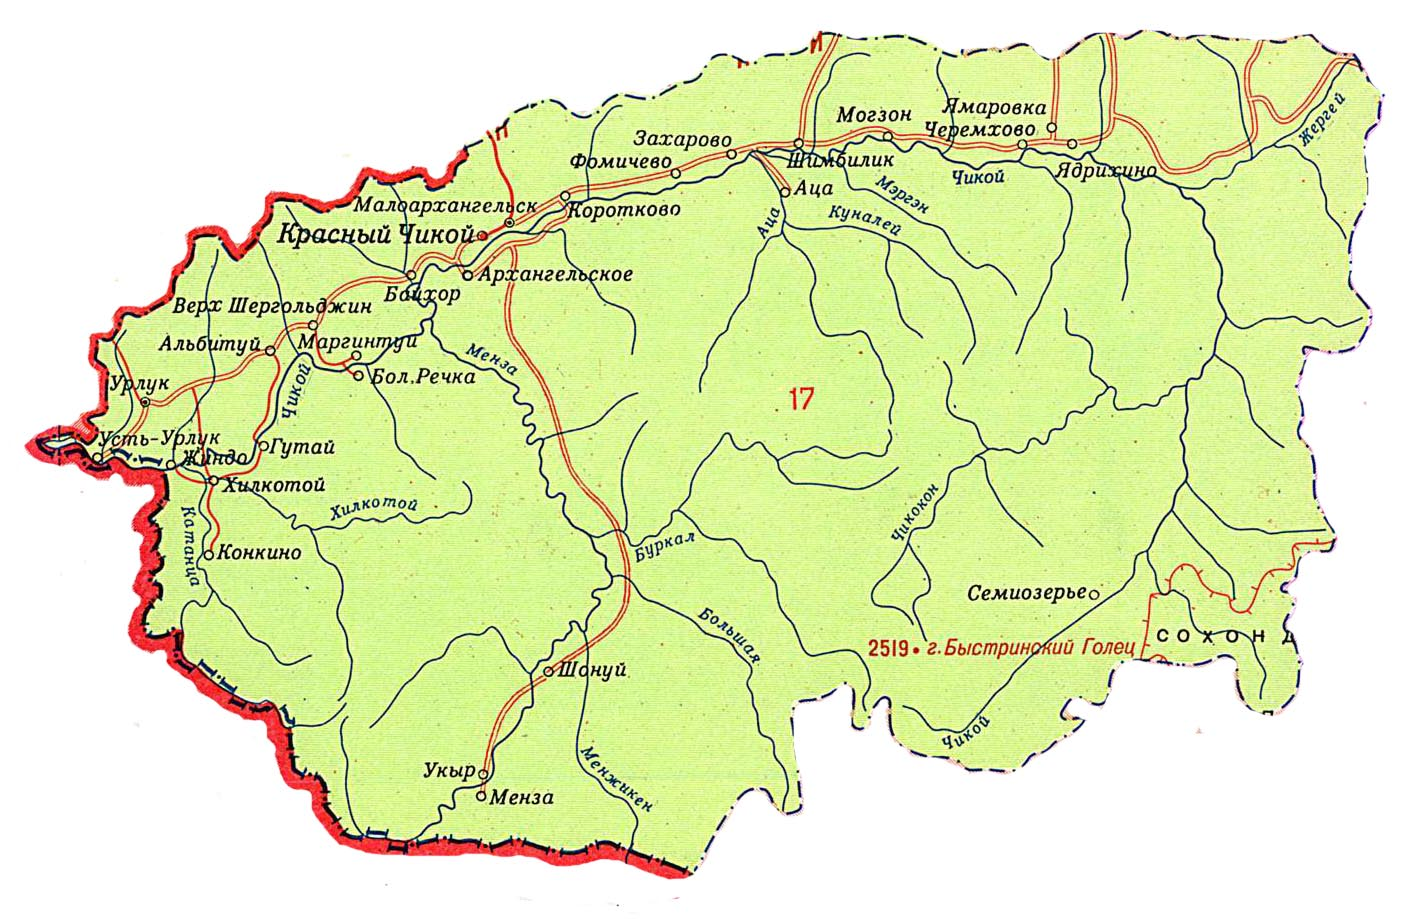 Ямаровка
Могзон
Черемхово
Жергей
Захарово
Фомичево
Шимбилик
Чикой
Ядрихино
Аца
Мэргэн
Малоархангельск
Коротково
Куналей
Аца
Красный Чикой
Архангельское
Байхор
Верх Шергольджин
Альбитуй
Маргинтуй
Менза
Бол.Речка
Урлук
Чикой
17
Усть-Урлук
Гутай
Жиндо
Хилкотой
Хилкотой
Чикокон
Катанца
Буркал
Конкино
Семиозерье
Большая
СОХОНД
2519 • г. Быстринский Голец
Шонуй
Чикой
Менжикен
Укыр
Менза